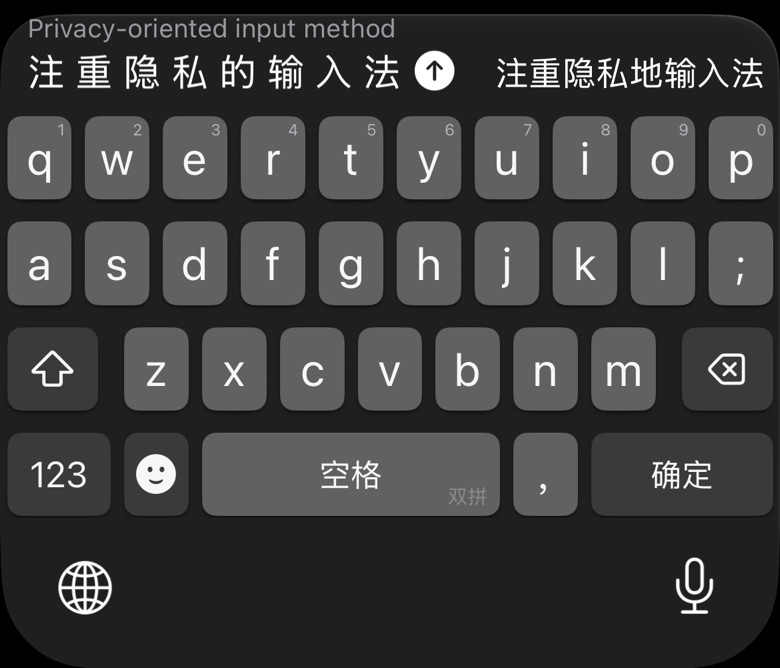 Privacy-oriented input method
注重隐私的输入法 注重隐私地输入法
1 2 3 4 5 6 7 8 9 0
q w e r t y u i o p
a s d f g h j k l ;
z x c v b n m
123 空格 双拼 , 确定